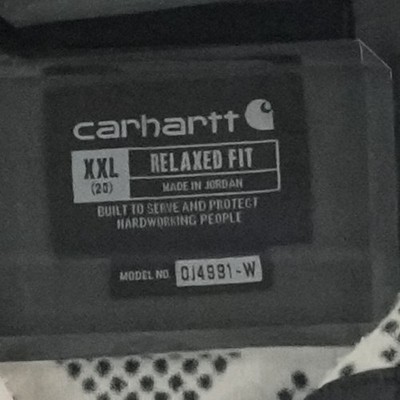 carhartt
XXL
(20)
RELAXED FIT
MADE IN JORDAN
BUILT TO SERVE AND PROTECT
HARDWORKING PEOPLE
MODEL NO. OJ4991-W